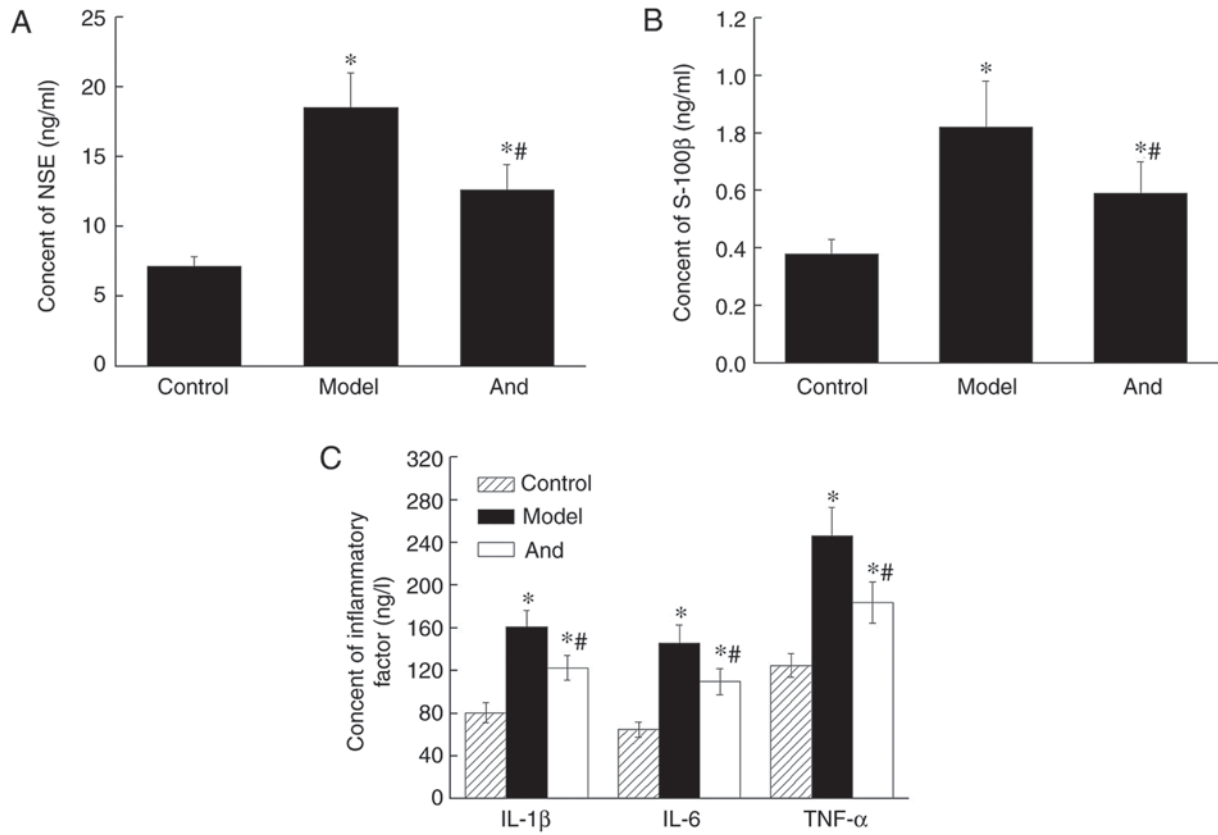 A
Concent of NSE (ng/ml)
25
20
15
10
5
0
*
*#
Control Model And
B
Concent of S-100β (ng/ml)
1.2
1.0
1.8
0.6
0.4
0.2
0.0
*
*#
Control Model And
C
Concent of inflammatory
factor (ng/l)
320
280
240
200
160
120
80
40
0
Control
Model
And
*
*#
*
*#
*
*#
IL-1β IL-6 TNF-α